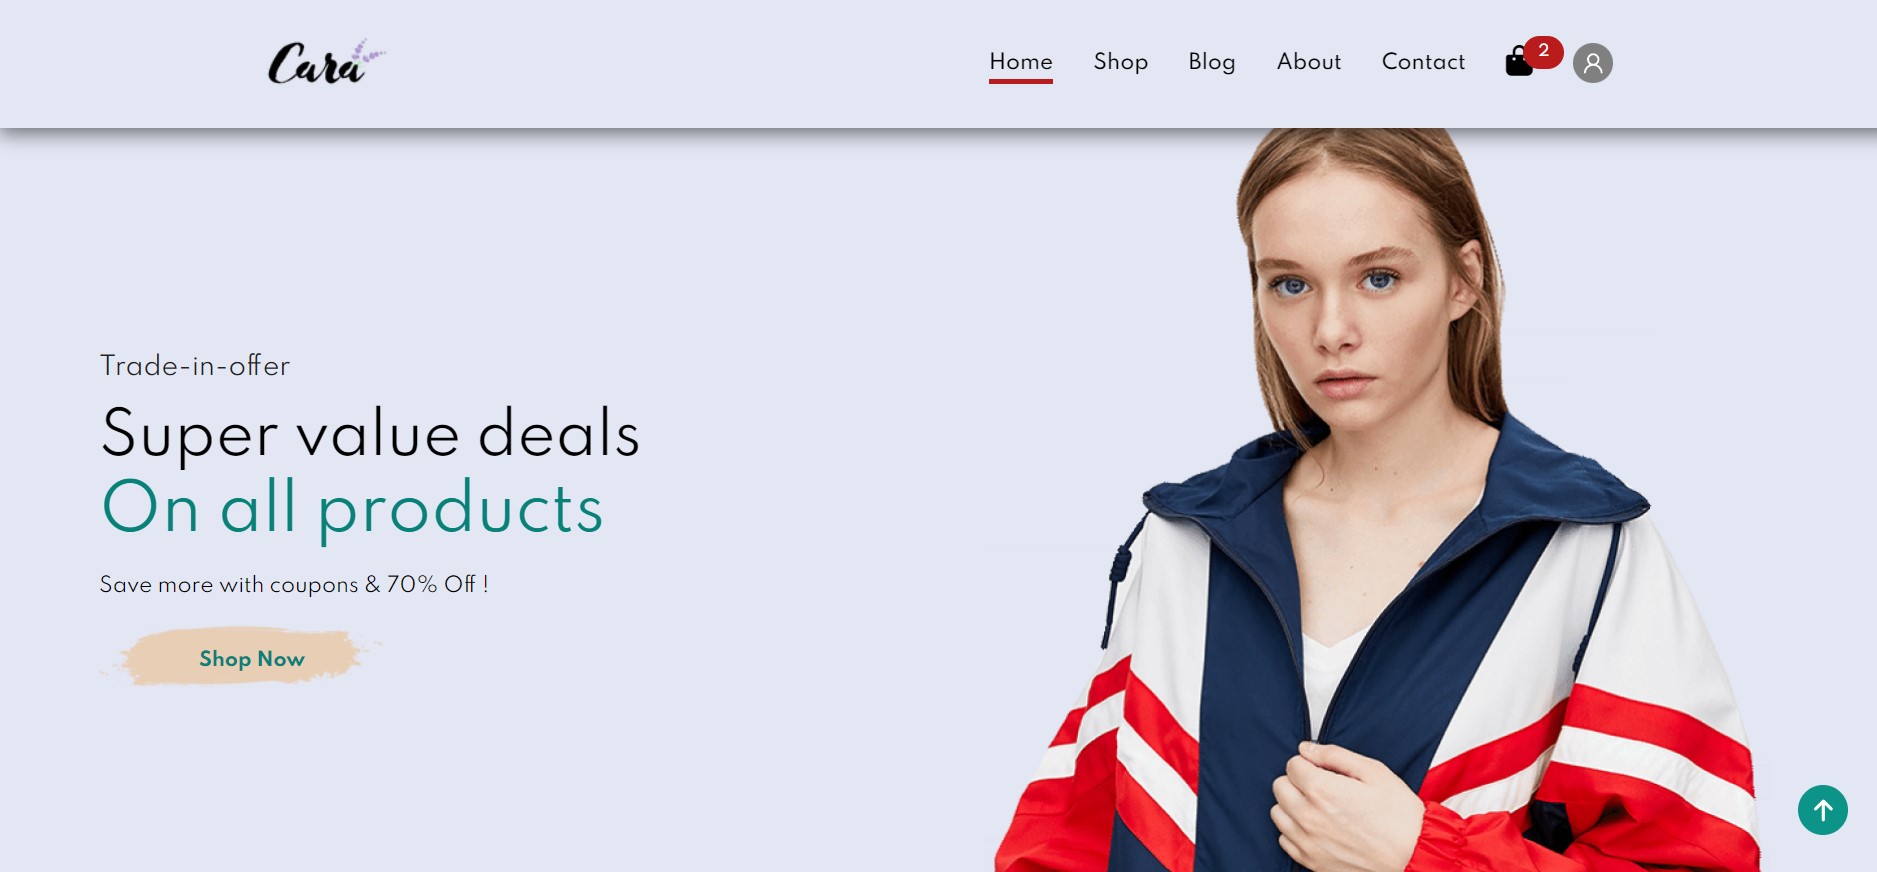 Cara
Home Shop Blog About Contact 2
Trade-in-offer
Super value deals
On all products
Save more with coupons & 70% Off !
Shop Now